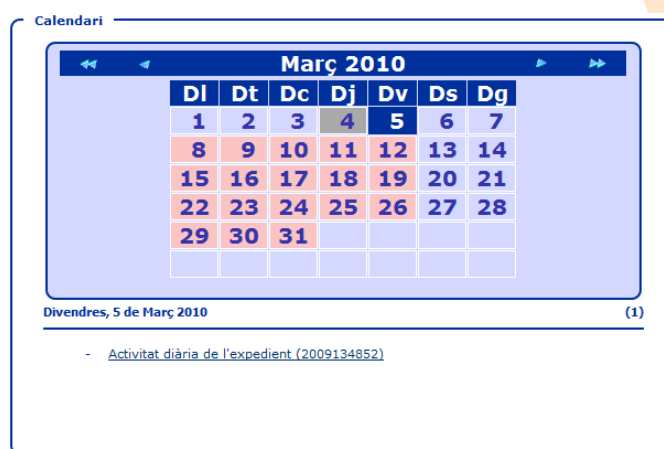 Calendari
Març 2010
Dl Dt Dc Dj Dv Ds Dg
1 2 3 4 5 6 7
8 9 10 11 12 13 14
15 16 17 18 19 20 21
22 23 24 25 26 27 28
29 30 31
Divendres, 5 de Març 2010 (1)
- Activitat diària de l'expedient (2009134852)